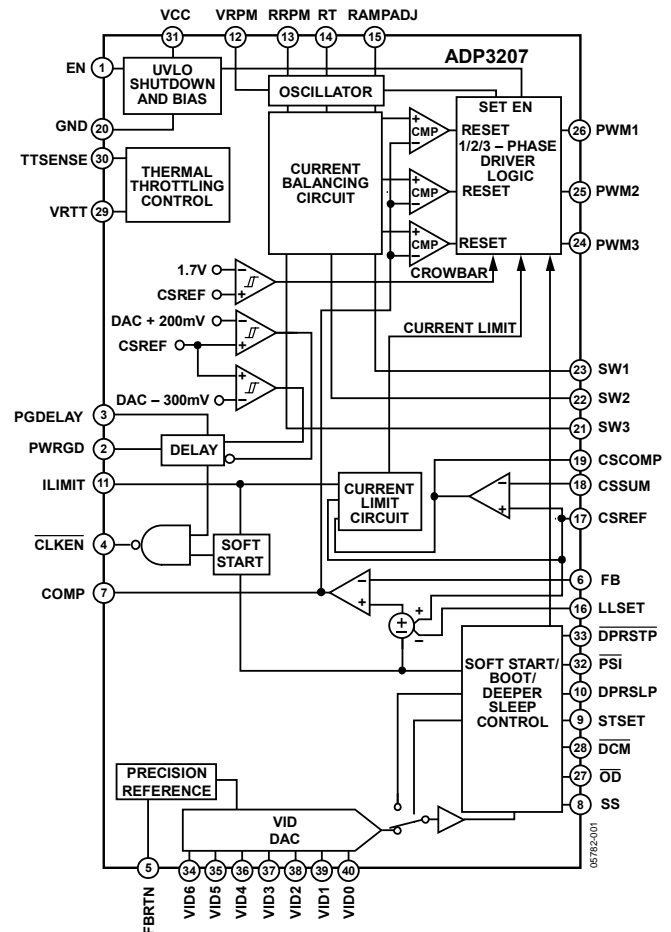 VCC VRPM RRPM RT RAMPADJ
31 12 13 14 15
ADP3207
EN 1
UVLO
SHUTDOWN
AND BIAS
OSCILLATOR
GND 20
TTSENSE 30
THERMAL
THROTTLING
CONTROL
VRTT 29
CURRENT
BALANCING
CIRCUIT
+
CMP
–
+
CMP
–
+
CMP
–
SET EN
RESET
1/2/3 – PHASE
DRIVER
LOGIC
RESET
RESET
26 PWM1
25 PWM2
24 PWM3
CROWBAR
1.7V
–
CSREF
+
DAC + 200mV
–
CSREF
+
+
DAC – 300mV
–
CURRENT LIMIT
23 SW1
22 SW2
21 SW3
PGDELAY 3
PWRGD 2
DELAY
ILIMIT 11
CURRENT
LIMIT
CIRCUIT
19 CSCOMP
–
18 CSSUM
+
17 CSREF
CLKEN 4
SOFT
START
COMP 7
–
+
6 FB
+
+
–
–
16 LLSET
SOFT START/
BOOT/
DEEPER
SLEEP
CONTROL
33 DPRSTP
32 PSI
10 DPRSLP
9 STSET
28 DCM
27 OD
8 SS
PRECISION
REFERENCE
VID
DAC
5 34 35 36 37 38 39 40
FBRTN VID6 VID5 VID4 VID3 VID2 VID1 VID0
05782-001